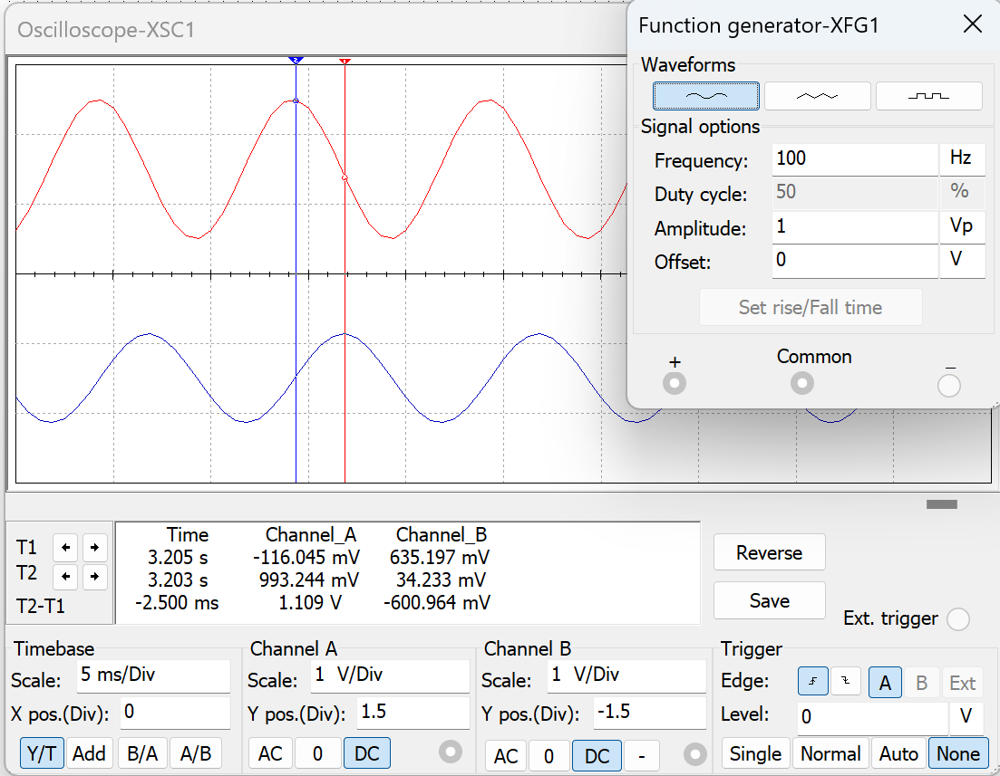 Oscilloscope-XSC1
2 1
Function generator-XFG1
Waveforms
Signal options
Frequency: 100 Hz
Duty cycle: 50 %
Amplitude: 1 Vp
Offset: 0 V
Set rise/Fall time
+ Common −
Time Channel_A Channel_B
T1 3.205 s -116.045 mV 635.197 mV
T2 3.203 s 993.244 mV 34.233 mV
T2-T1 -2.500 ms 1.109 V -600.964 mV
Reverse
Save
Ext. trigger
Timebase
Scale: 5 ms/Div
X pos.(Div): 0
Y/T Add B/A A/B
Channel A
Scale: 1 V/Div
Y pos.(Div): 1.5
AC 0 DC
Channel B
Scale: 1 V/Div
Y pos.(Div): -1.5
AC 0 DC -
Trigger
Edge: A B Ext
Level: 0 V
Single Normal Auto None